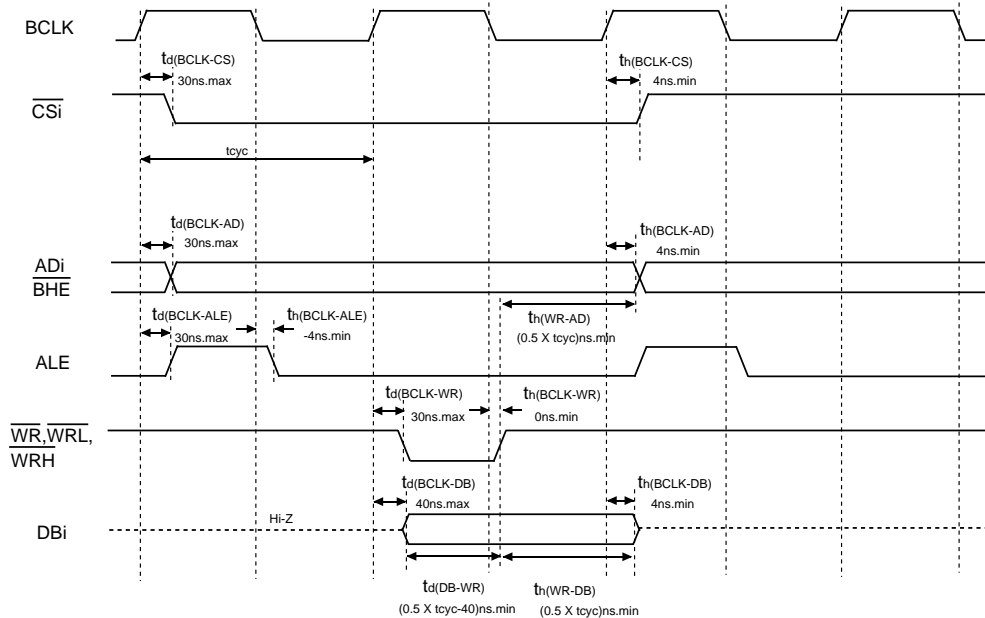 BCLK
td(BCLK-CS)
30ns.max
th(BCLK-CS)
4ns.min
CSi
tcyc
td(BCLK-AD)
30ns.max
th(BCLK-AD)
4ns.min
ADi
BHE
td(BCLK-ALE)
30ns.max
th(BCLK-ALE)
-4ns.min
th(WR-AD)
(0.5 X tcyc)ns.min
ALE
td(BCLK-WR)
30ns.max
th(BCLK-WR)
0ns.min
WR,WRL,
WRH
td(BCLK-DB)
40ns.max
th(BCLK-DB)
4ns.min
Hi-Z
DBi
td(DB-WR)
(0.5 X tcyc-40)ns.min
th(WR-DB)
(0.5 X tcyc)ns.min